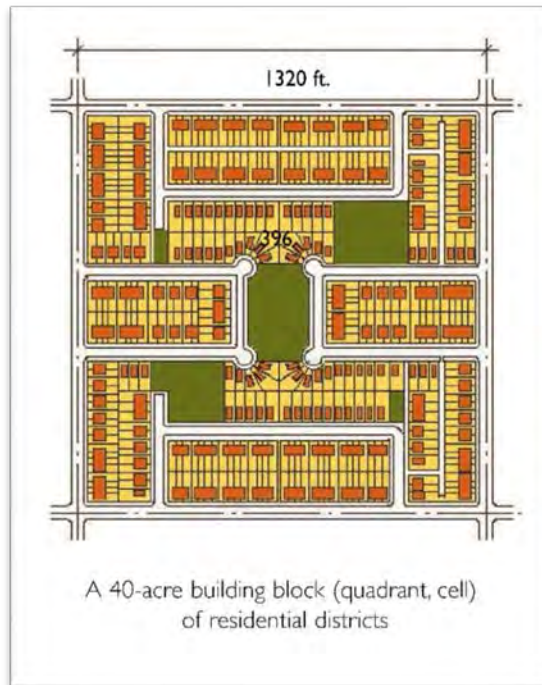 1320 ft.
396
A 40-acre building block (quadrant, cell)
of residential districts